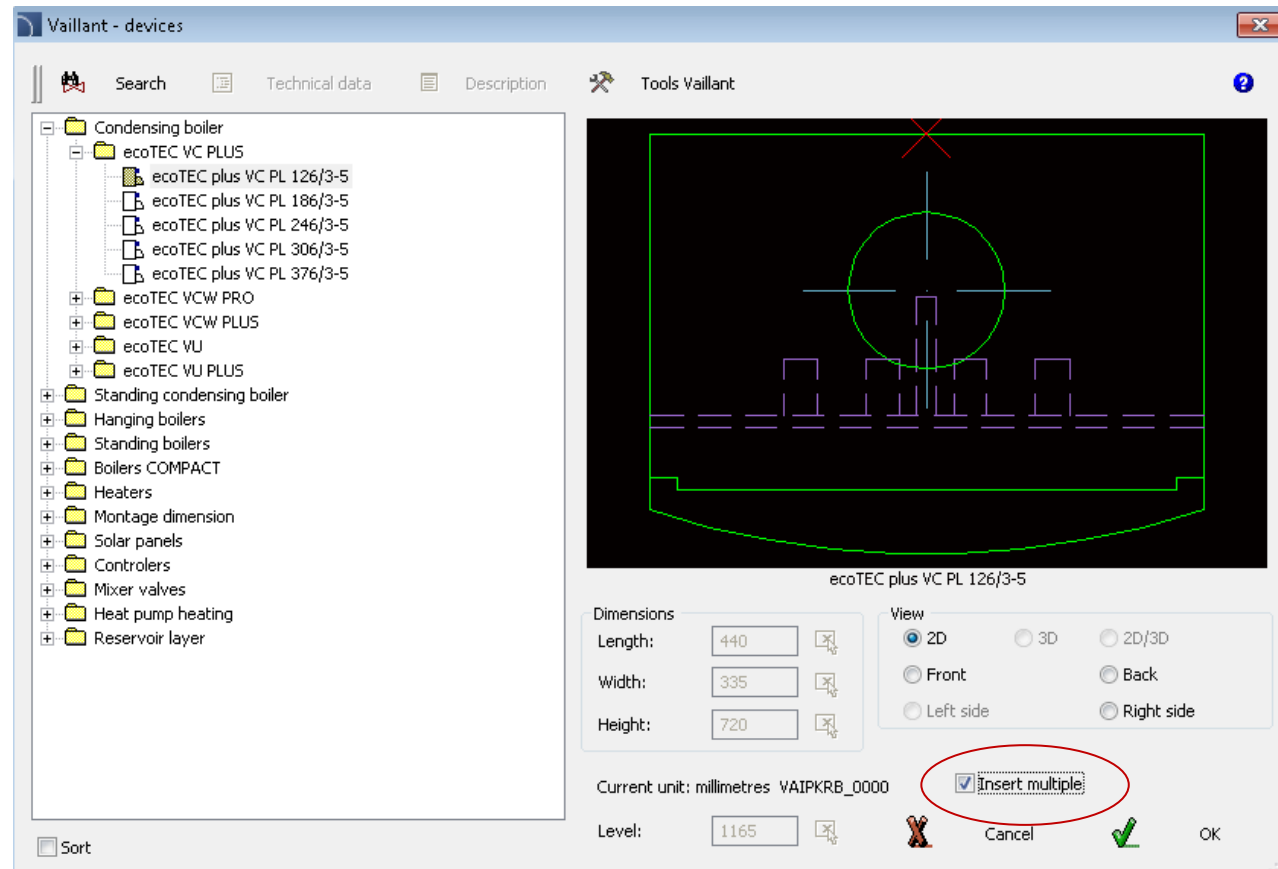 Vaillant - devices
Search Technical data Description Tools Vaillant
Condensing boiler
ecoTEC VC PLUS
ecoTEC plus VC PL 126/3-5
ecoTEC plus VC PL 186/3-5
ecoTEC plus VC PL 246/3-5
ecoTEC plus VC PL 306/3-5
ecoTEC plus VC PL 376/3-5
ecoTEC VCW PRO
ecoTEC VCW PLUS
ecoTEC VU
ecoTEC VU PLUS
Standing condensing boiler
Hanging boilers
Standing boilers
Boilers COMPACT
Heaters
Montage dimension
Solar panels
Controlers
Mixer valves
Heat pump heating
Reservoir layer
Sort
ecoTEC plus VC PL 126/3-5
Dimensions
Length: 440
Width: 335
Height: 720
View
2D 3D 2D/3D
Front Back
Left side Right side
Current unit: millimetres VAIPKRB_0000
Insert multiple
Level: 1165
Cancel OK